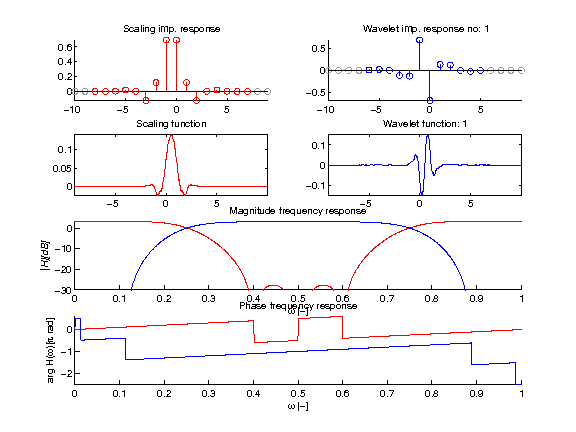 Scaling imp. response
Wavelet imp. response no: 1
0.6
0.4
0.2
0
-10 -5 0 5
0.5
0
-0.5
-10 -5 0 5
Scaling function
Wavelet function: 1
0.1
0.05
0
-5 0 5
0.1
0
-0.1
-5 0 5
Magnitude frequency response
|H|[dB]
0
-10
-20
-30
0 0.1 0.2 0.3 0.4 0.5 0.6 0.7 0.8 0.9 1
ω [-]
Phase frequency response
arg H(ω)[π rad]
0
-1
-2
0 0.1 0.2 0.3 0.4 0.5 0.6 0.7 0.8 0.9 1
ω [-]